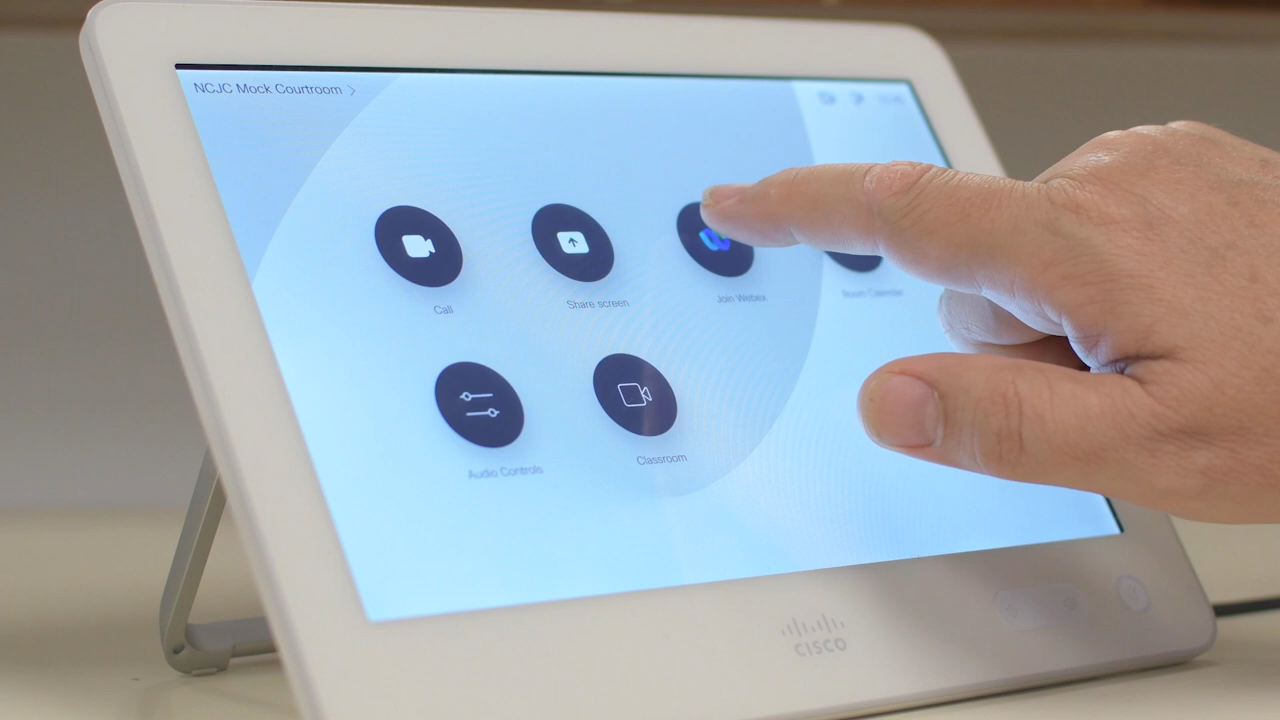 NCJC Mock Courtroom >
Call
Share screen
Join Webex
Room Calendar
Audio Controls
Classroom
CISCO